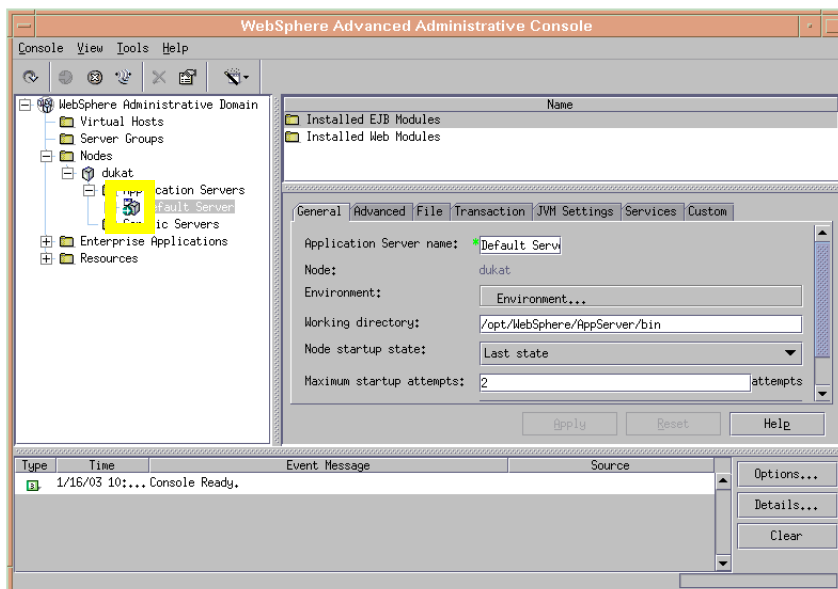 WebSphere Advanced Administrative Console
Console View Tools Help
WebSphere Administrative Domain
Virtual Hosts
Server Groups
Nodes
dukat
cation Servers
fault Server
ic Servers
Enterprise Applications
Resources
Name
Installed EJB Modules
Installed Web Modules
General Advanced File Transaction JVM Settings Services Custom
Application Server name: *Default Serv
Node: dukat
Environment: Environment...
Working directory: /opt/WebSphere/AppServer/bin
Node startup state: Last state
Maximum startup attempts: 2 attempts
Apply Reset Help
Type Time Event Message Source
1/16/03 10:... Console Ready.
Options...
Details...
Clear